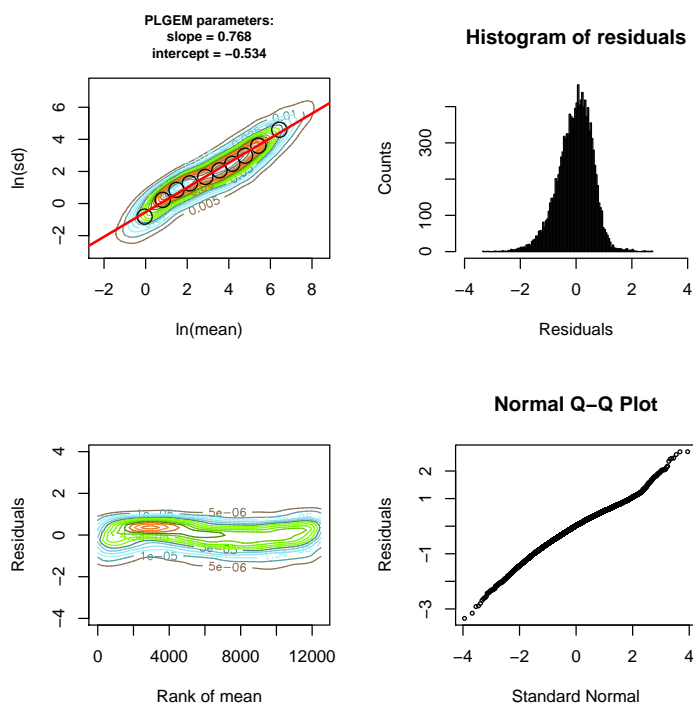 PLGEM parameters:
slope = 0.768
intercept = −0.534
ln(sd)
6
4
2
0
−2
0.01
0.005
−2
0
2
4
6
8
ln(mean)
Histogram of residuals
Counts
300
100
0
−4
−2
0
2
4
Residuals
Residuals
4
2
0
−2
−4
5e−06
1e−05
5e−06
0
4000
8000
12000
Rank of mean
Normal Q−Q Plot
Residuals
2
1
−1
−3
−4
−2
0
2
4
Standard Normal